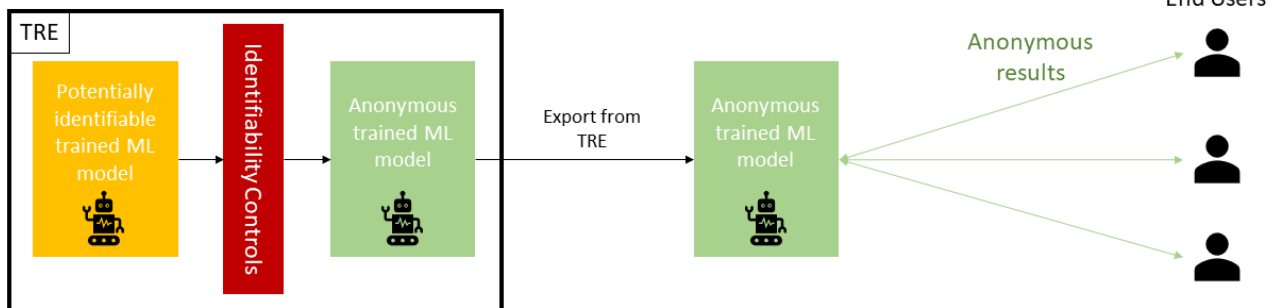 End Users
TRE
Potentially
identifiable
trained ML
model
Identifiability Controls
Anonymous
trained ML
model
Export from
TRE
Anonymous
trained ML
model
Anonymous
results